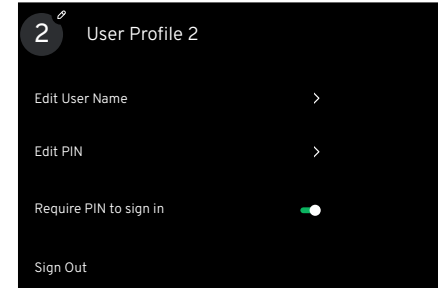 2
User Profile 2
Edit User Name
Edit PIN
Require PIN to sign in
Sign Out